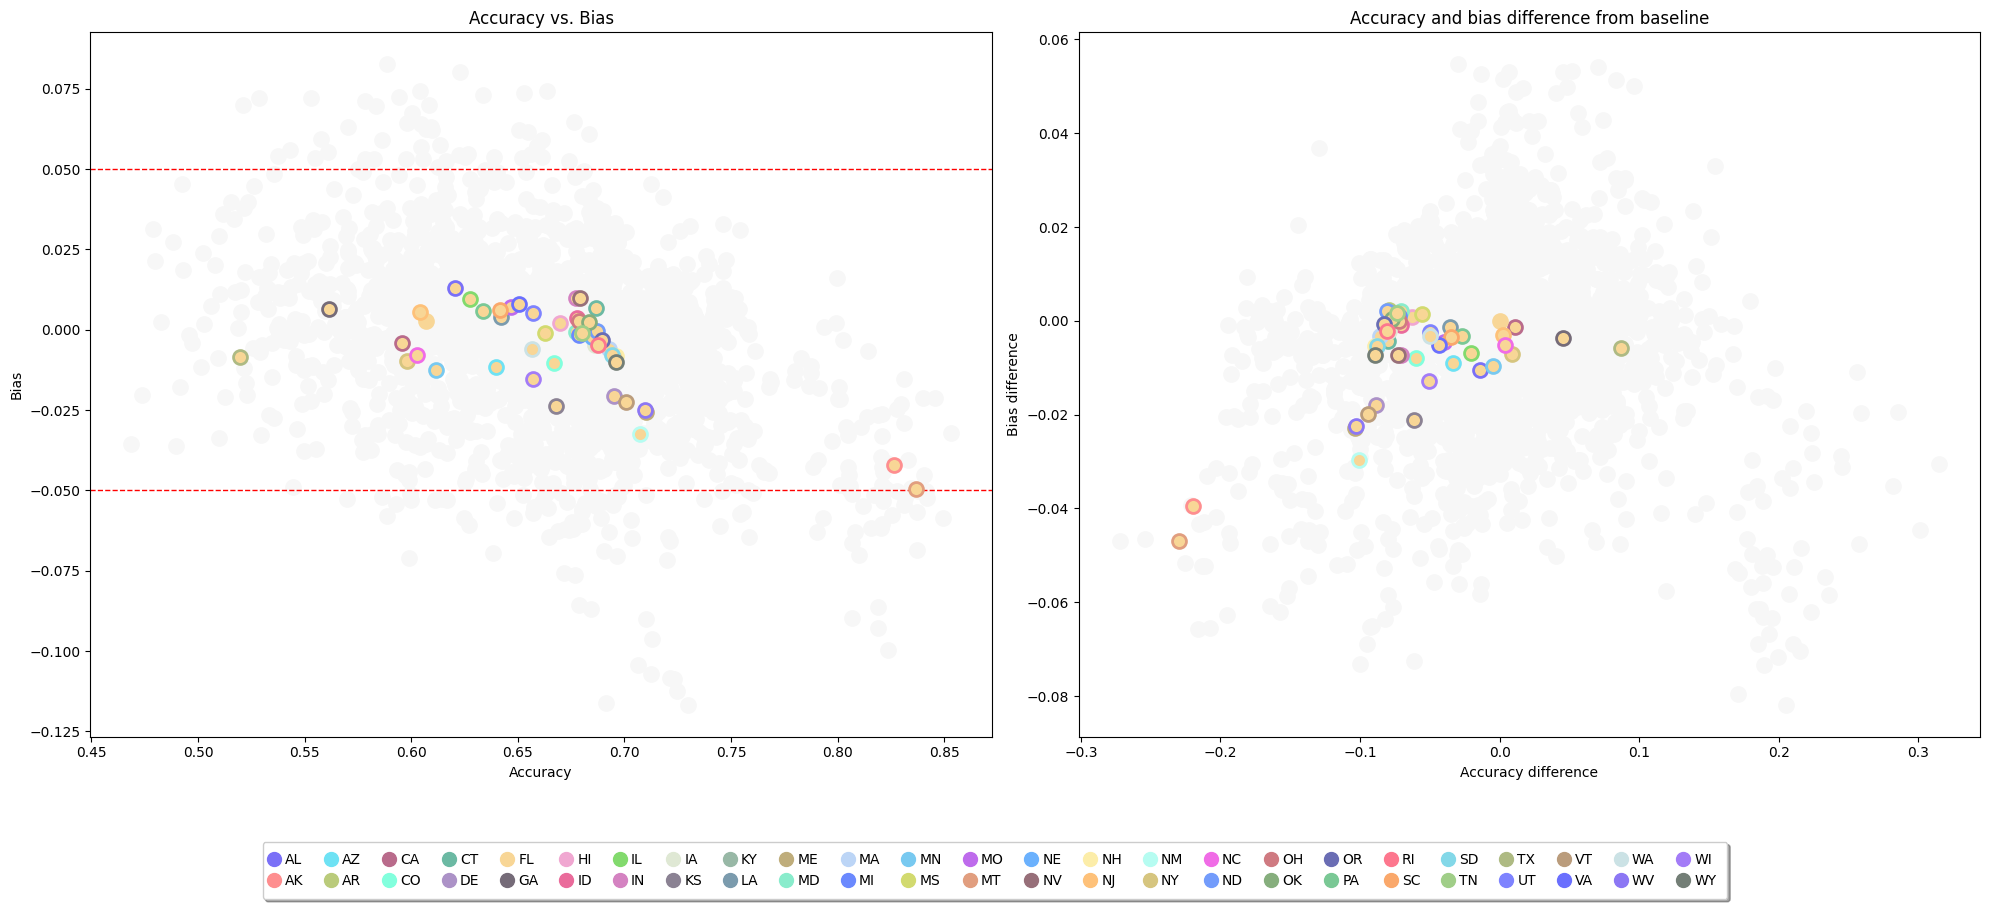 Accuracy vs. Bias
0.075
0.050
0.025
0.000
−0.025
−0.050
−0.075
−0.100
−0.125
Bias
0.45 0.50 0.55 0.60 0.65 0.70 0.75 0.80 0.85
Accuracy
Accuracy and bias difference from baseline
0.06
0.04
0.02
0.00
−0.02
−0.04
−0.06
−0.08
Bias difference
−0.3 −0.2 −0.1 0.0 0.1 0.2 0.3
Accuracy difference
AL AZ CA CT FL HI IL IA KY ME MA MN MO NE NH NM NC OH OR RI SD TX VT WA WI
AK AR CO DE GA ID IN KS LA MD MI MS MT NV NJ NY ND OK PA SC TN UT VA WV WY